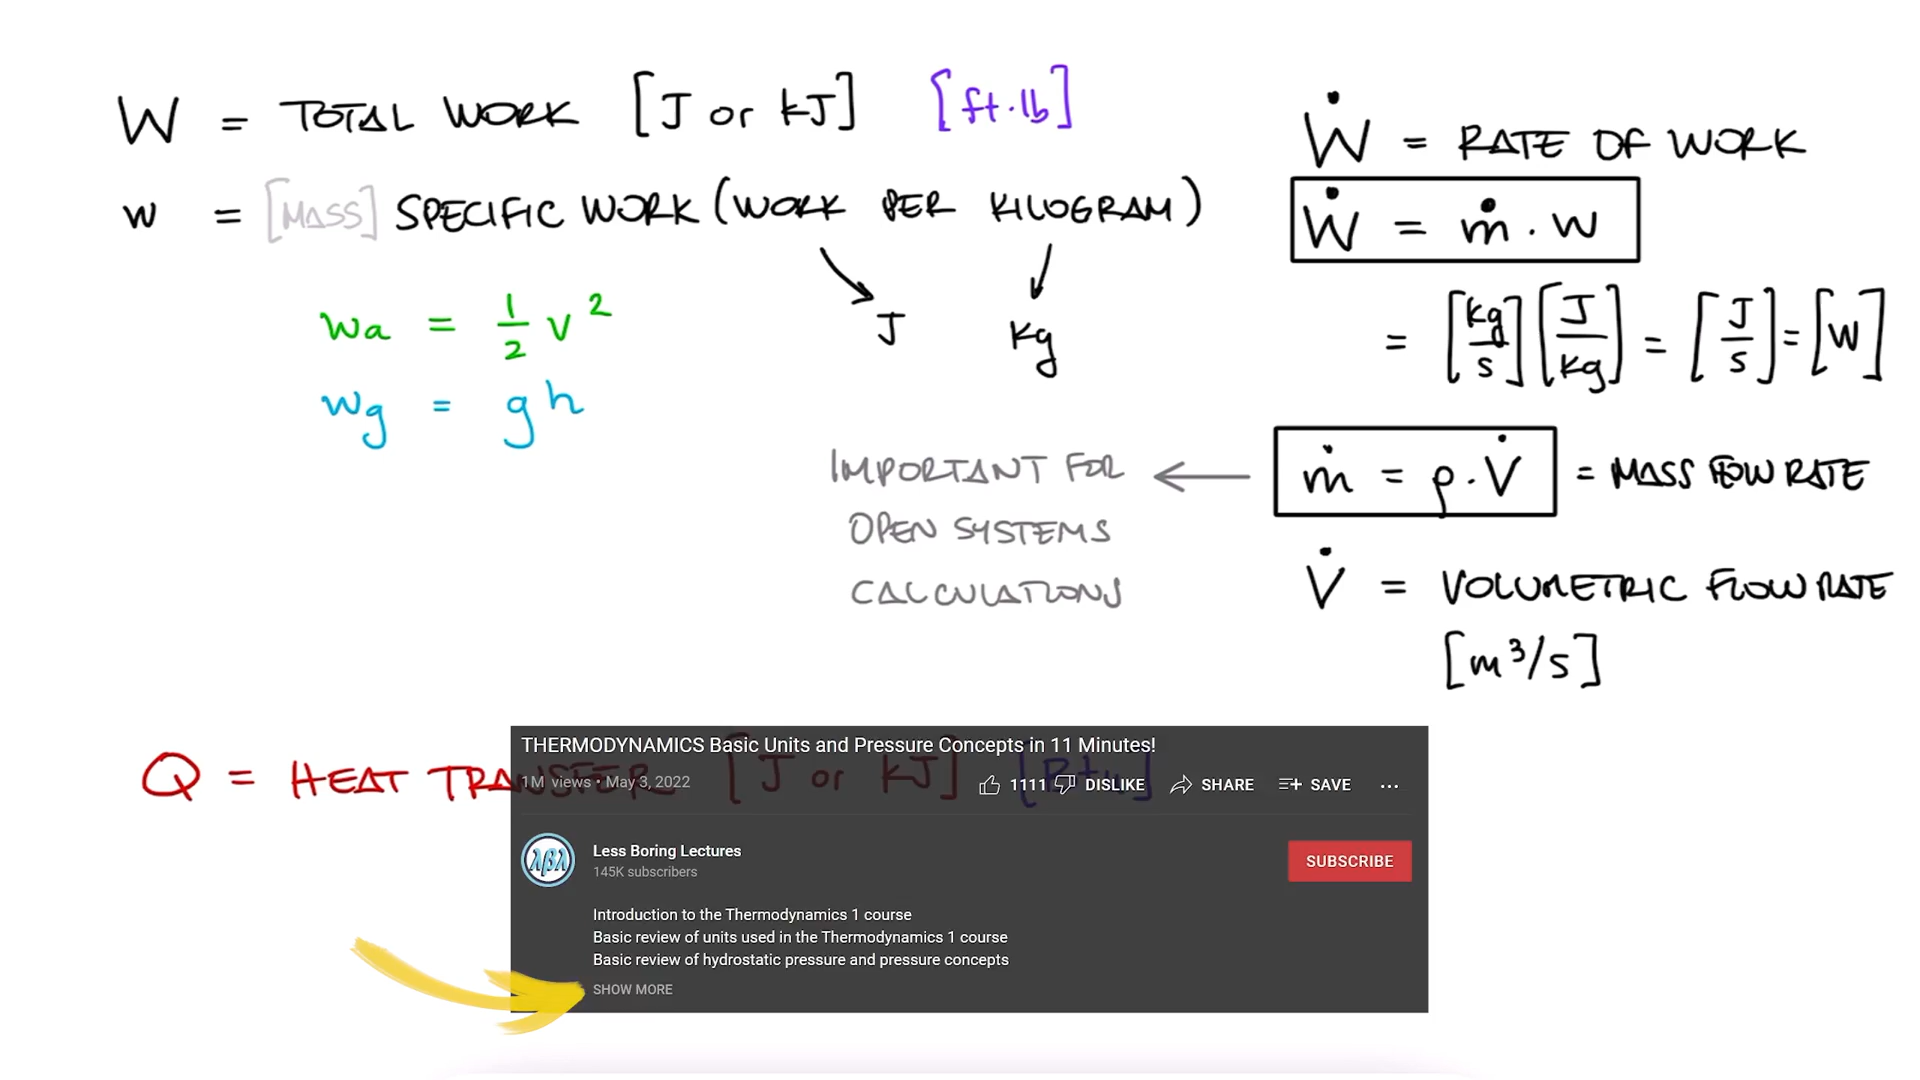 W = TOTAL WORK [J or kJ] [ft·lb]
w = [MASS] SPECIFIC WORK (WORK PER KILOGRAM)
J kg
wa = 1/2 v²
wg = gh
Ẇ = RATE OF WORK
Ẇ = ṁ · w
= [kg/s] [J/kg] = [J/s] = [W]
IMPORTANT FOR
OPEN SYSTEMS
CALCULATIONS
ṁ = ρ · V̇ = MASS FLOW RATE
V̇ = VOLUMETRIC FLOW RATE
[m³/s]
Q = HEAT TRANSFER [J or kJ] [Btu]
THERMODYNAMICS Basic Units and Pressure Concepts in 11 Minutes!
1M views • May 3, 2022
1111 DISLIKE SHARE SAVE ...
λβλ
Less Boring Lectures
145K subscribers
SUBSCRIBE
Introduction to the Thermodynamics 1 course
Basic review of units used in the Thermodynamics 1 course
Basic review of hydrostatic pressure and pressure concepts
SHOW MORE